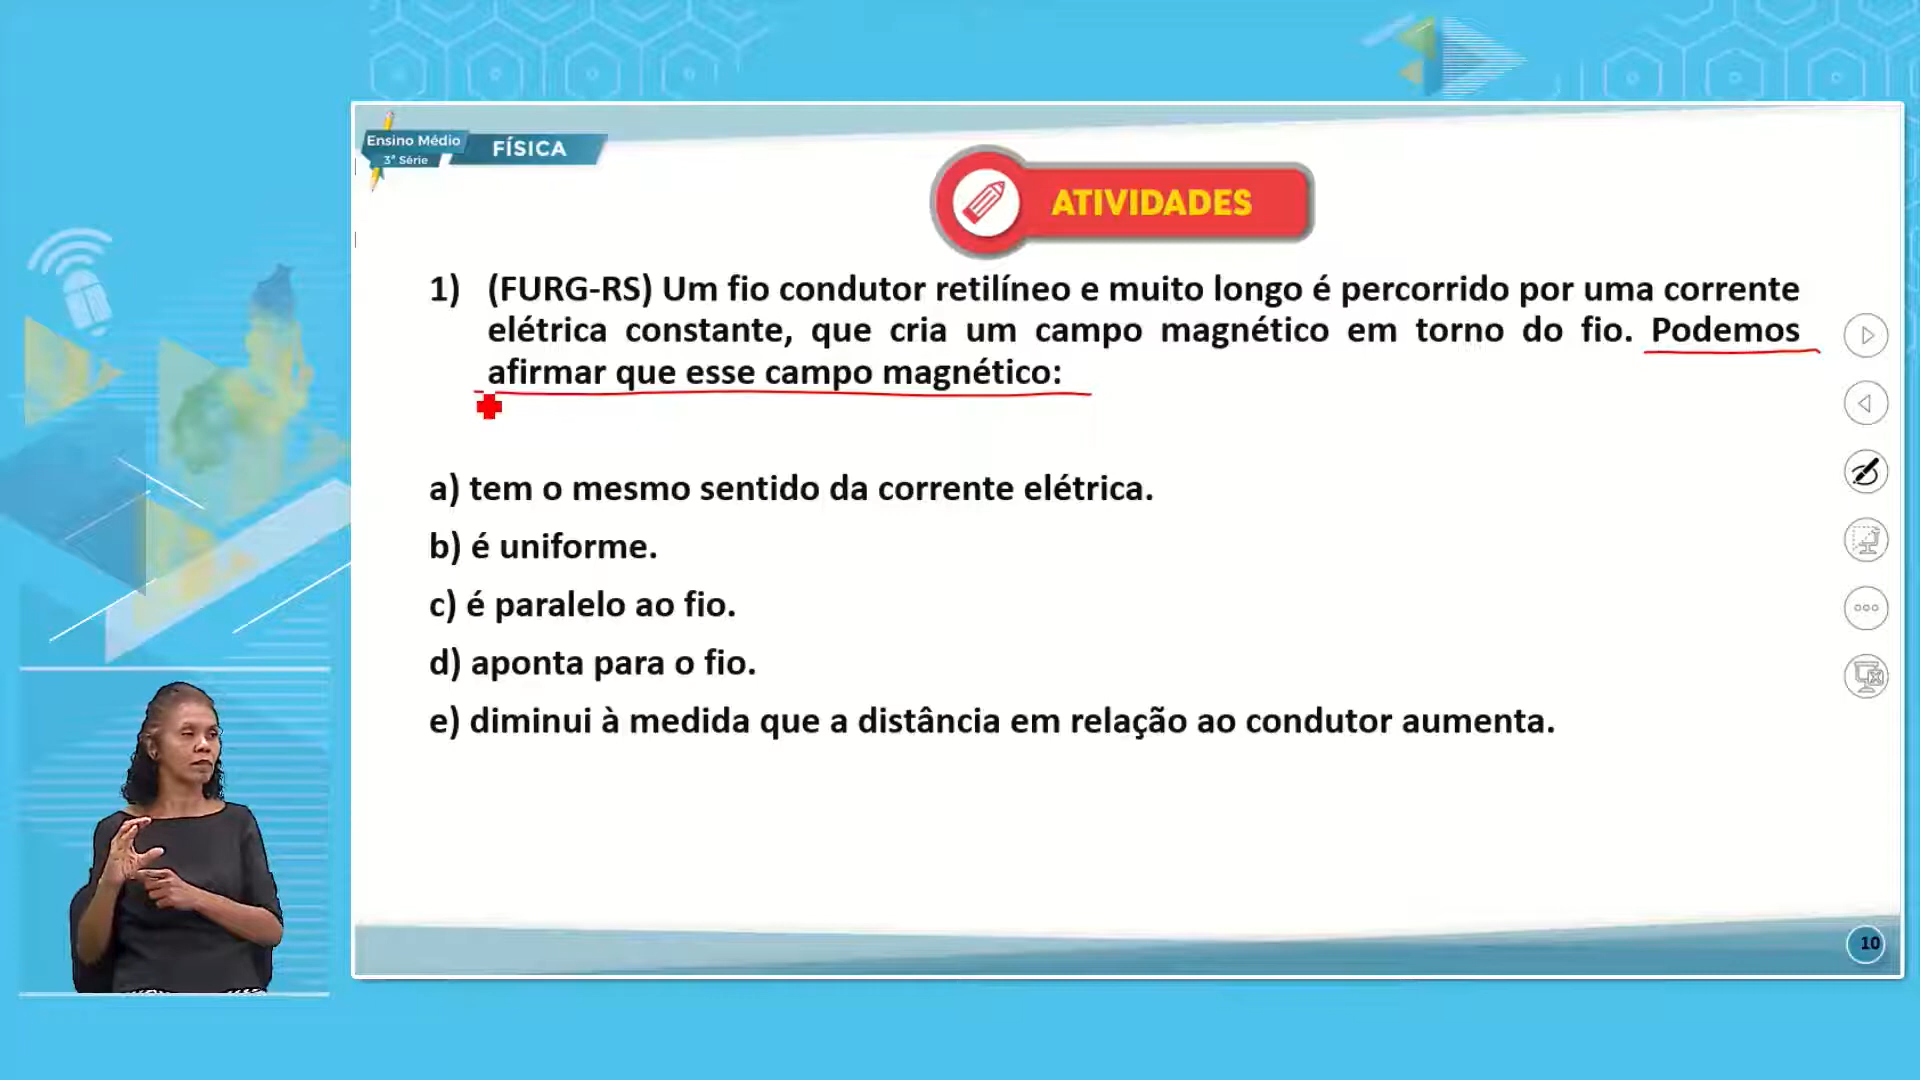 Ensino Médio
3ª Série
FÍSICA
ATIVIDADES
1) (FURG-RS) Um fio condutor retilíneo e muito longo é percorrido por uma corrente
elétrica constante, que cria um campo magnético em torno do fio. Podemos
afirmar que esse campo magnético:
a) tem o mesmo sentido da corrente elétrica.
b) é uniforme.
c) é paralelo ao fio.
d) aponta para o fio.
e) diminui à medida que a distância em relação ao condutor aumenta.
10